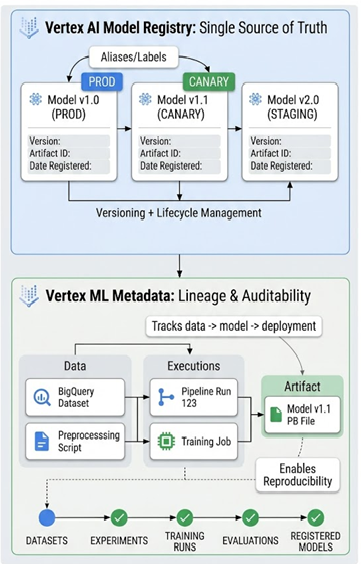 Vertex AI Model Registry: Single Source of Truth
Aliases/Labels
PROD
CANARY
Model v1.0
(PROD)
Version:
Artifact ID:
Date Registered:
Model v1.1
(CANARY)
Version:
Artifact ID:
Date Registered:
Model v2.0
(STAGING)
Version:
Artifact ID:
Date Registered:
Versioning + Lifecycle Management
Vertex ML Metadata: Lineage & Auditability
Tracks data -> model -> deployment
Data
BigQuery
Dataset
Preprocesssing
Script
Executions
Pipeline Run
123
Training Job
Artifact
Model v1.1
PB File
Enables
Reproducibility
DATASETS
EXPERIMENTS
TRAINING
RUNS
EVALUATIONS
REGISTERED
MODELS